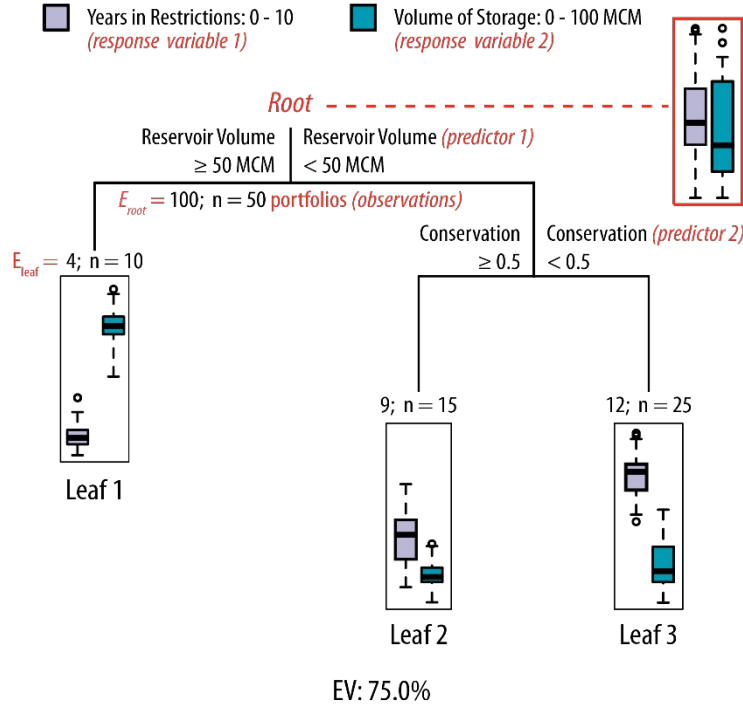 Years in Restrictions: 0 - 10
(response variable 1)
Volume of Storage: 0 - 100 MCM
(response variable 2)
Root
Reservoir Volume
≥ 50 MCM
Reservoir Volume (predictor 1)
< 50 MCM
E_root = 100; n = 50 portfolios (observations)
Conservation
≥ 0.5
Conservation (predictor 2)
< 0.5
E_leaf = 4; n = 10
9; n = 15
12; n = 25
Leaf 1
Leaf 2
Leaf 3
EV: 75.0%